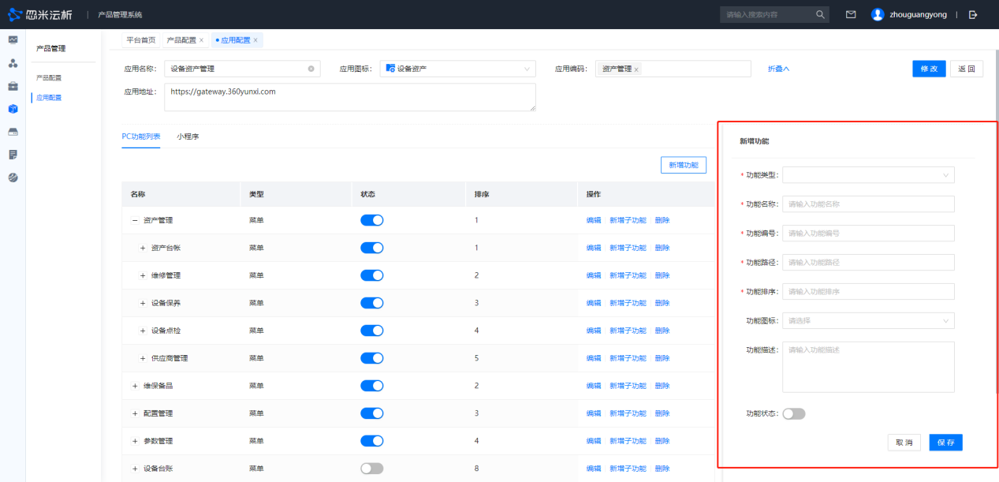 忽米沄析 | 产品管理系统 请输入搜索内容 zhouguangyong
产品管理
产品配置
应用配置
平台首页 产品配置 × 应用配置 ×
应用名称: 设备资产管理 应用图标: 设备资产 应用编码: 资产管理 × 折叠 修改 返回
应用地址: https://gateway.360yunxi.com
PC功能列表 小程序
新增功能
名称 类型 状态 排序 操作
资产管理 菜单 1 编辑 新增子功能 删除
资产台帐 菜单 1 编辑 新增子功能 删除
维修管理 菜单 2 编辑 新增子功能 删除
设备保养 菜单 3 编辑 新增子功能 删除
设备点检 菜单 4 编辑 新增子功能 删除
供应商管理 菜单 5 编辑 新增子功能 删除
维保备品 菜单 2 编辑 新增子功能 删除
配置管理 菜单 3 编辑 新增子功能 删除
参数管理 菜单 4 编辑 新增子功能 删除
设备台账 菜单 8 编辑 新增子功能 删除
新增功能
* 功能类型:
* 功能名称: 请输入功能名称
* 功能编号: 请输入功能编号
* 功能路径: 请输入功能路径
* 功能排序: 请输入功能排序
功能图标: 请选择
功能描述: 请输入功能描述
功能状态:
取消 保存